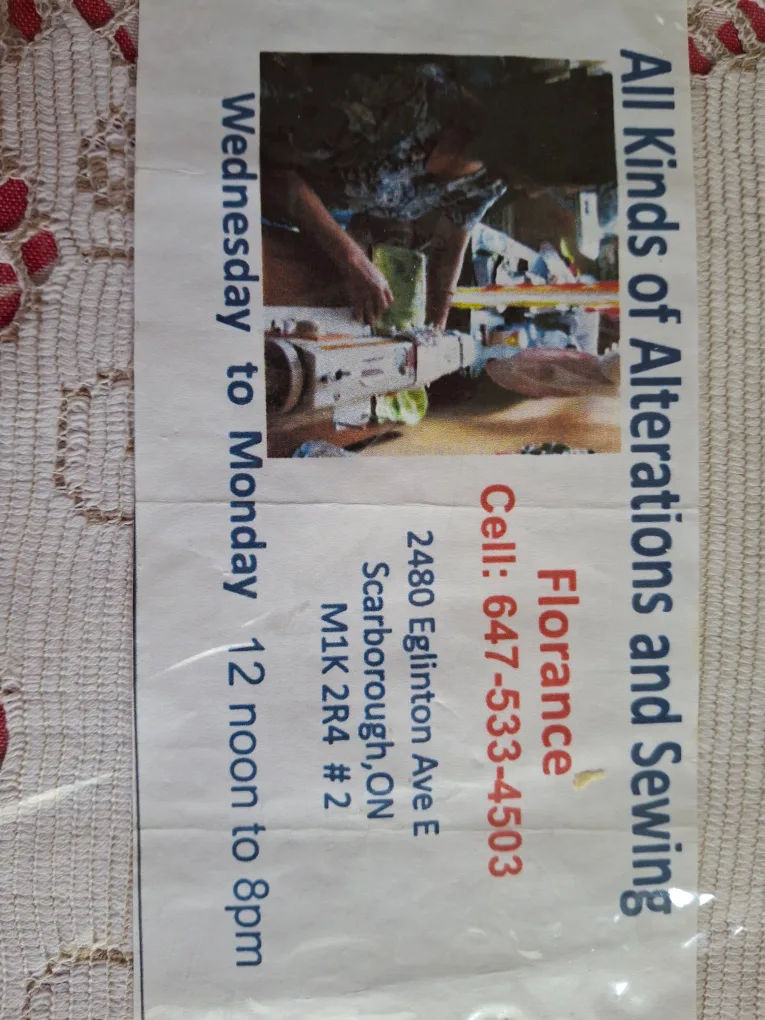 All Kinds of Alterations and Sewing
Florance
Cell: 647-533-4503
2480 Eglinton Ave E
Scarborough,ON
M1K 2R4 # 2
Wednesday to Monday 12 noon to 8pm